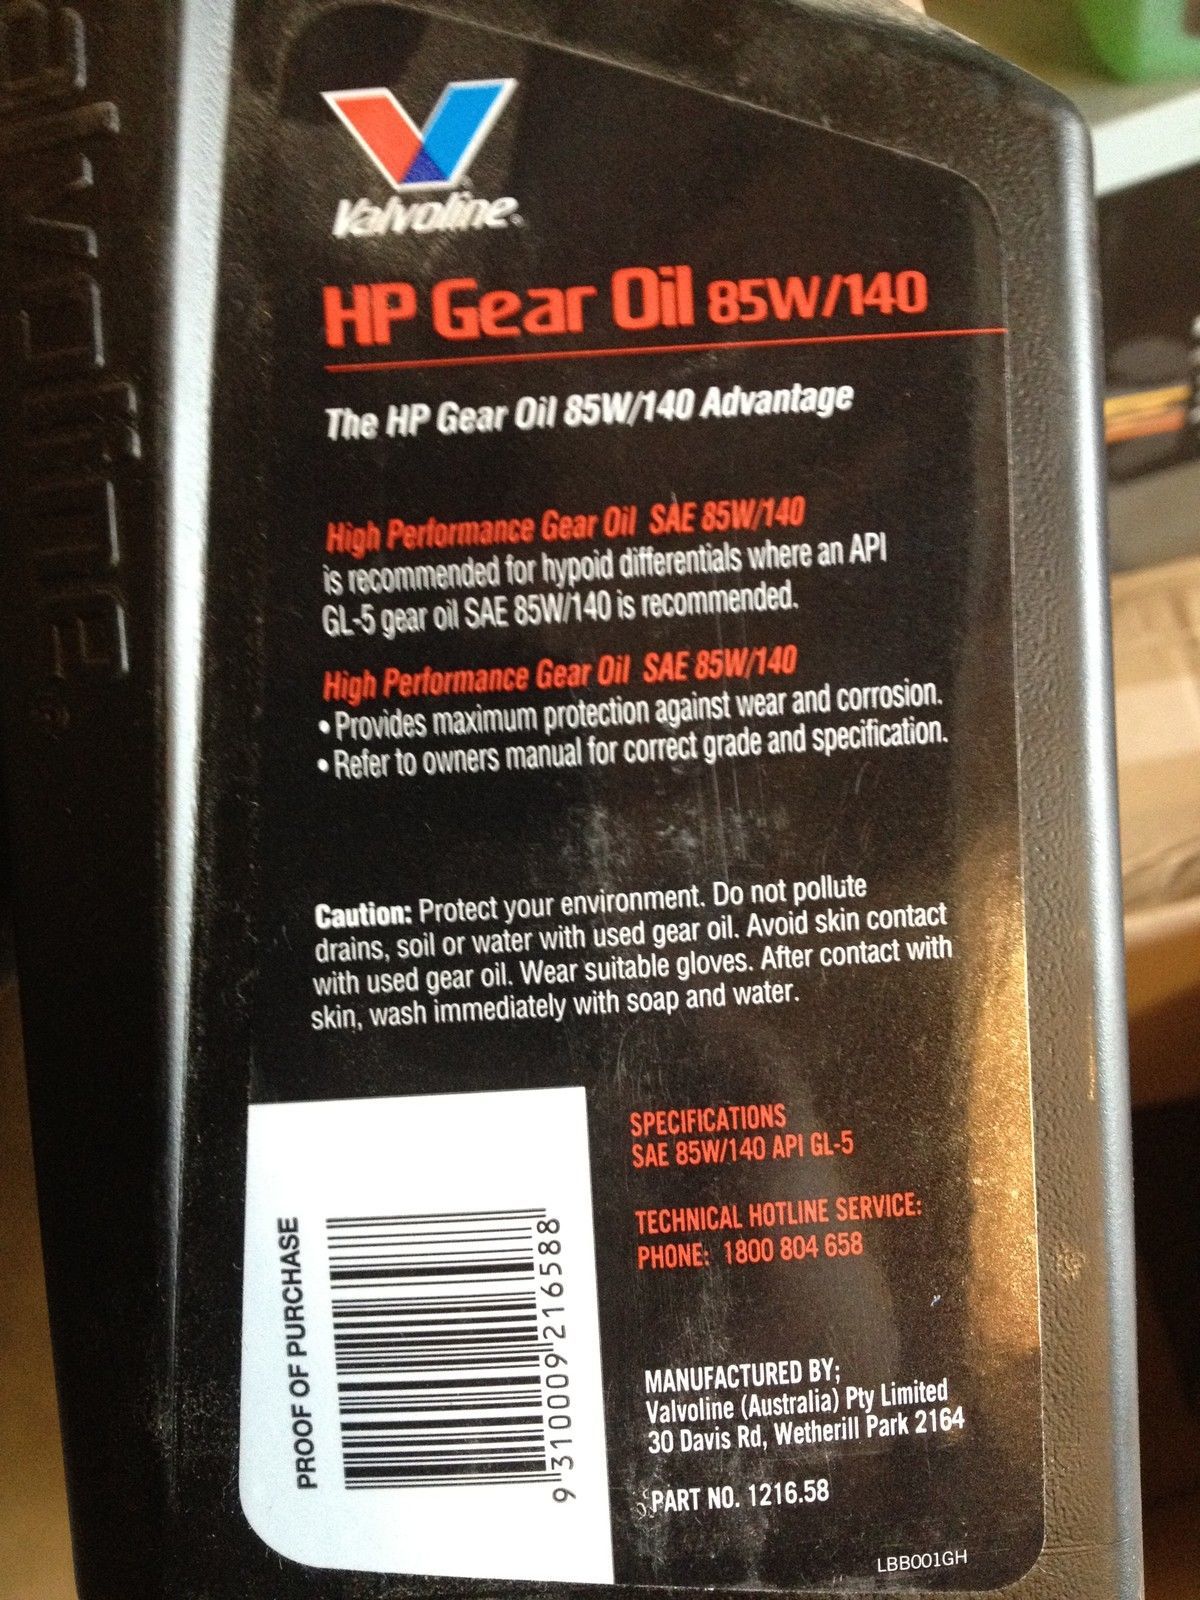 Valvoline
Valvoline
HP Gear Oil 85W/140
The HP Gear Oil 85W/140 Advantage
High Performance Gear Oil SAE 85W/140
is recommended for hypoid differentials where an API
GL-5 gear oil SAE 85W/140 is recommended.
High Performance Gear Oil SAE 85W/140
• Provides maximum protection against wear and corrosion.
• Refer to owners manual for correct grade and specification.
Caution: Protect your environment. Do not pollute
drains, soil or water with used gear oil. Avoid skin contact
with used gear oil. Wear suitable gloves. After contact with
skin, wash immediately with soap and water.
PROOF OF PURCHASE
9 310009 216588
SPECIFICATIONS
SAE 85W/140 API GL-5
TECHNICAL HOTLINE SERVICE:
PHONE: 1800 804 658
MANUFACTURED BY;
Valvoline (Australia) Pty Limited
30 Davis Rd, Wetherill Park 2164
PART NO. 1216.58
LBB001GH